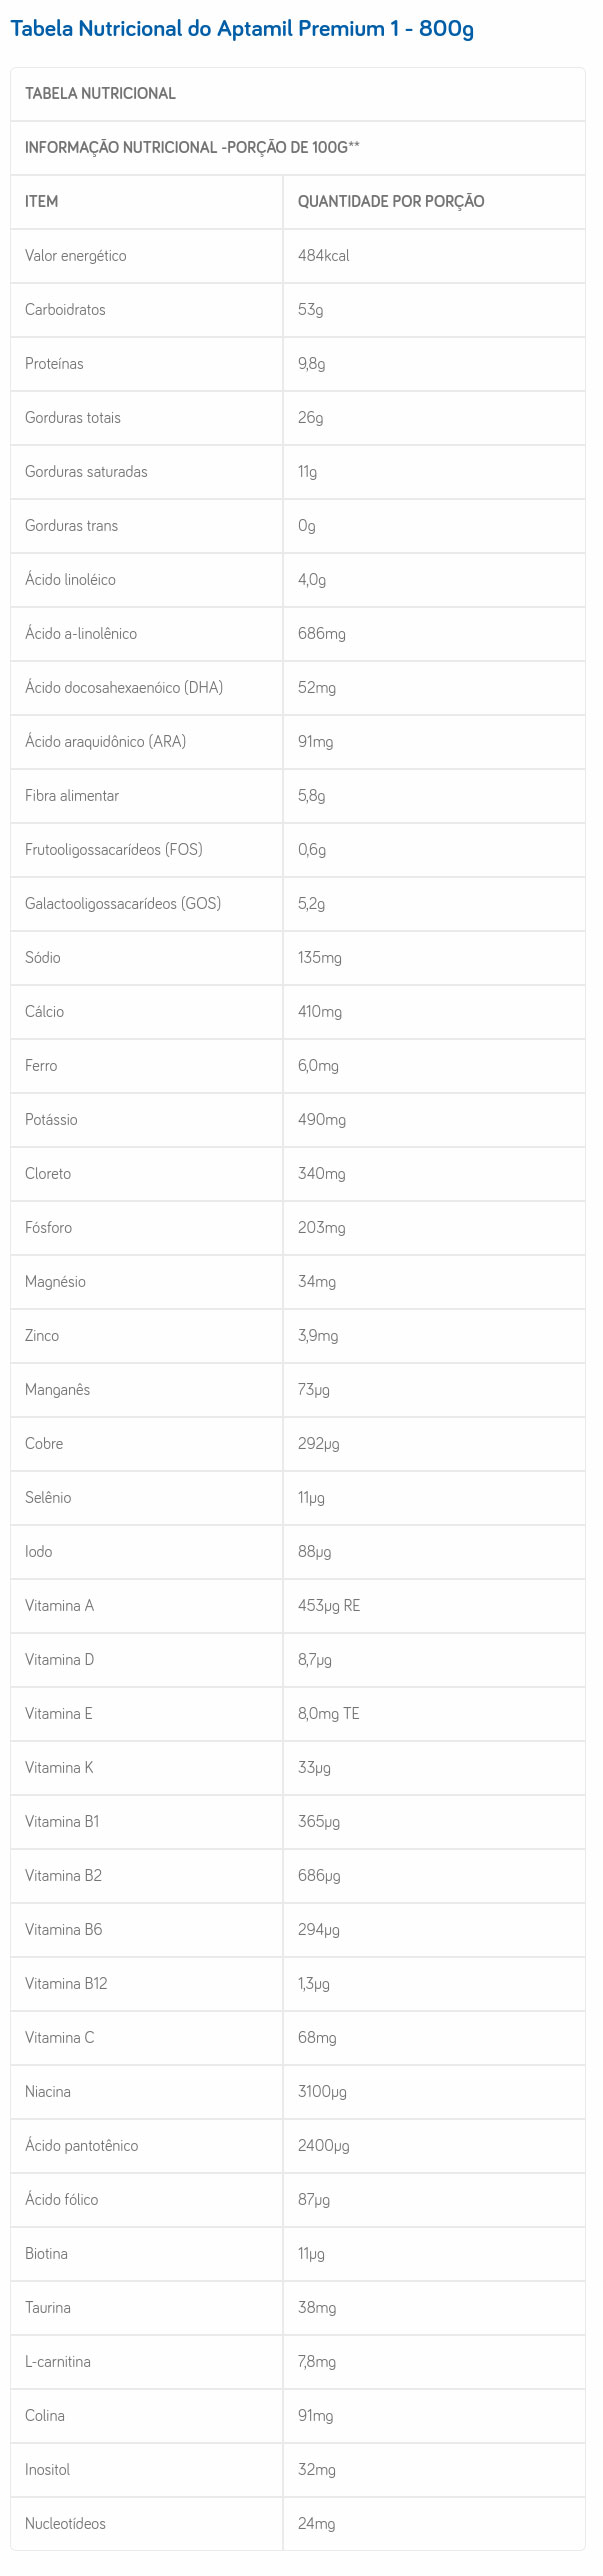 Tabela Nutricional do Aptamil Premium 1 - 800g
TABELA NUTRICIONAL
INFORMAÇÃO NUTRICIONAL -PORÇÃO DE 100G**
ITEM QUANTIDADE POR PORÇÃO
Valor energético 484kcal
Carboidratos 53g
Proteínas 9,8g
Gorduras totais 26g
Gorduras saturadas 11g
Gorduras trans 0g
Ácido linoléico 4,0g
Ácido a-linolênico 686mg
Ácido docosahexaenóico (DHA) 52mg
Ácido araquidônico (ARA) 91mg
Fibra alimentar 5,8g
Frutooligossacarídeos (FOS) 0,6g
Galactooligossacarídeos (GOS) 5,2g
Sódio 135mg
Cálcio 410mg
Ferro 6,0mg
Potássio 490mg
Cloreto 340mg
Fósforo 203mg
Magnésio 34mg
Zinco 3,9mg
Manganês 73µg
Cobre 292µg
Selênio 11µg
Iodo 88µg
Vitamina A 453µg RE
Vitamina D 8,7µg
Vitamina E 8,0mg TE
Vitamina K 33µg
Vitamina B1 365µg
Vitamina B2 686µg
Vitamina B6 294µg
Vitamina B12 1,3µg
Vitamina C 68mg
Niacina 3100µg
Ácido pantotênico 2400µg
Ácido fólico 87µg
Biotina 11µg
Taurina 38mg
L-carnitina 7,8mg
Colina 91mg
Inositol 32mg
Nucleotídeos 24mg